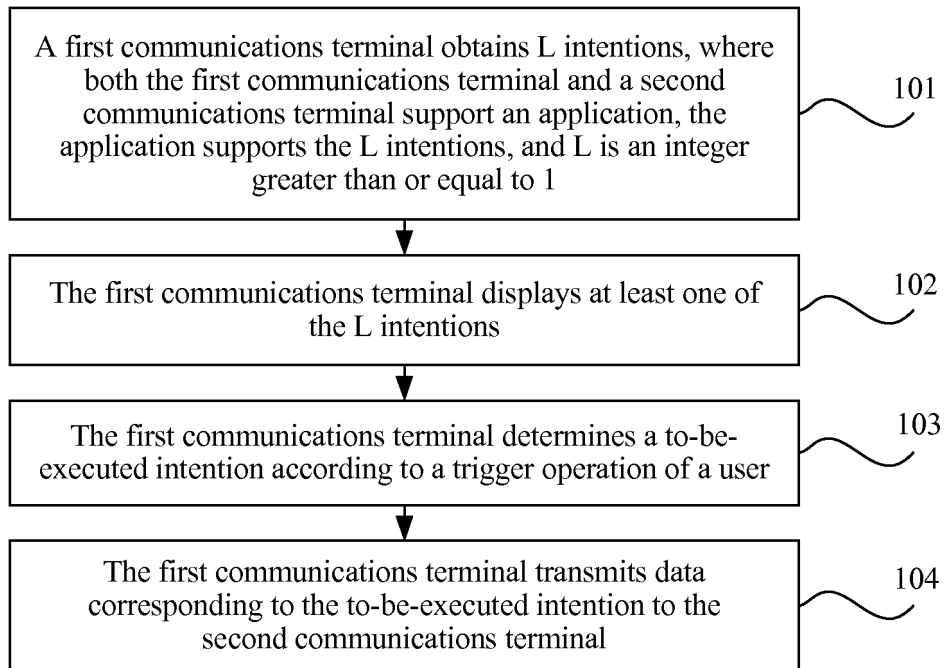 A first communications terminal obtains L intentions, where
both the first communications terminal and a second
communications terminal support an application, the
application supports the L intentions, and L is an integer
greater than or equal to 1
101
The first communications terminal displays at least one of
the L intentions
102
The first communications terminal determines a to-be-
executed intention according to a trigger operation of a user
103
The first communications terminal transmits data
corresponding to the to-be-executed intention to the
second communications terminal
104